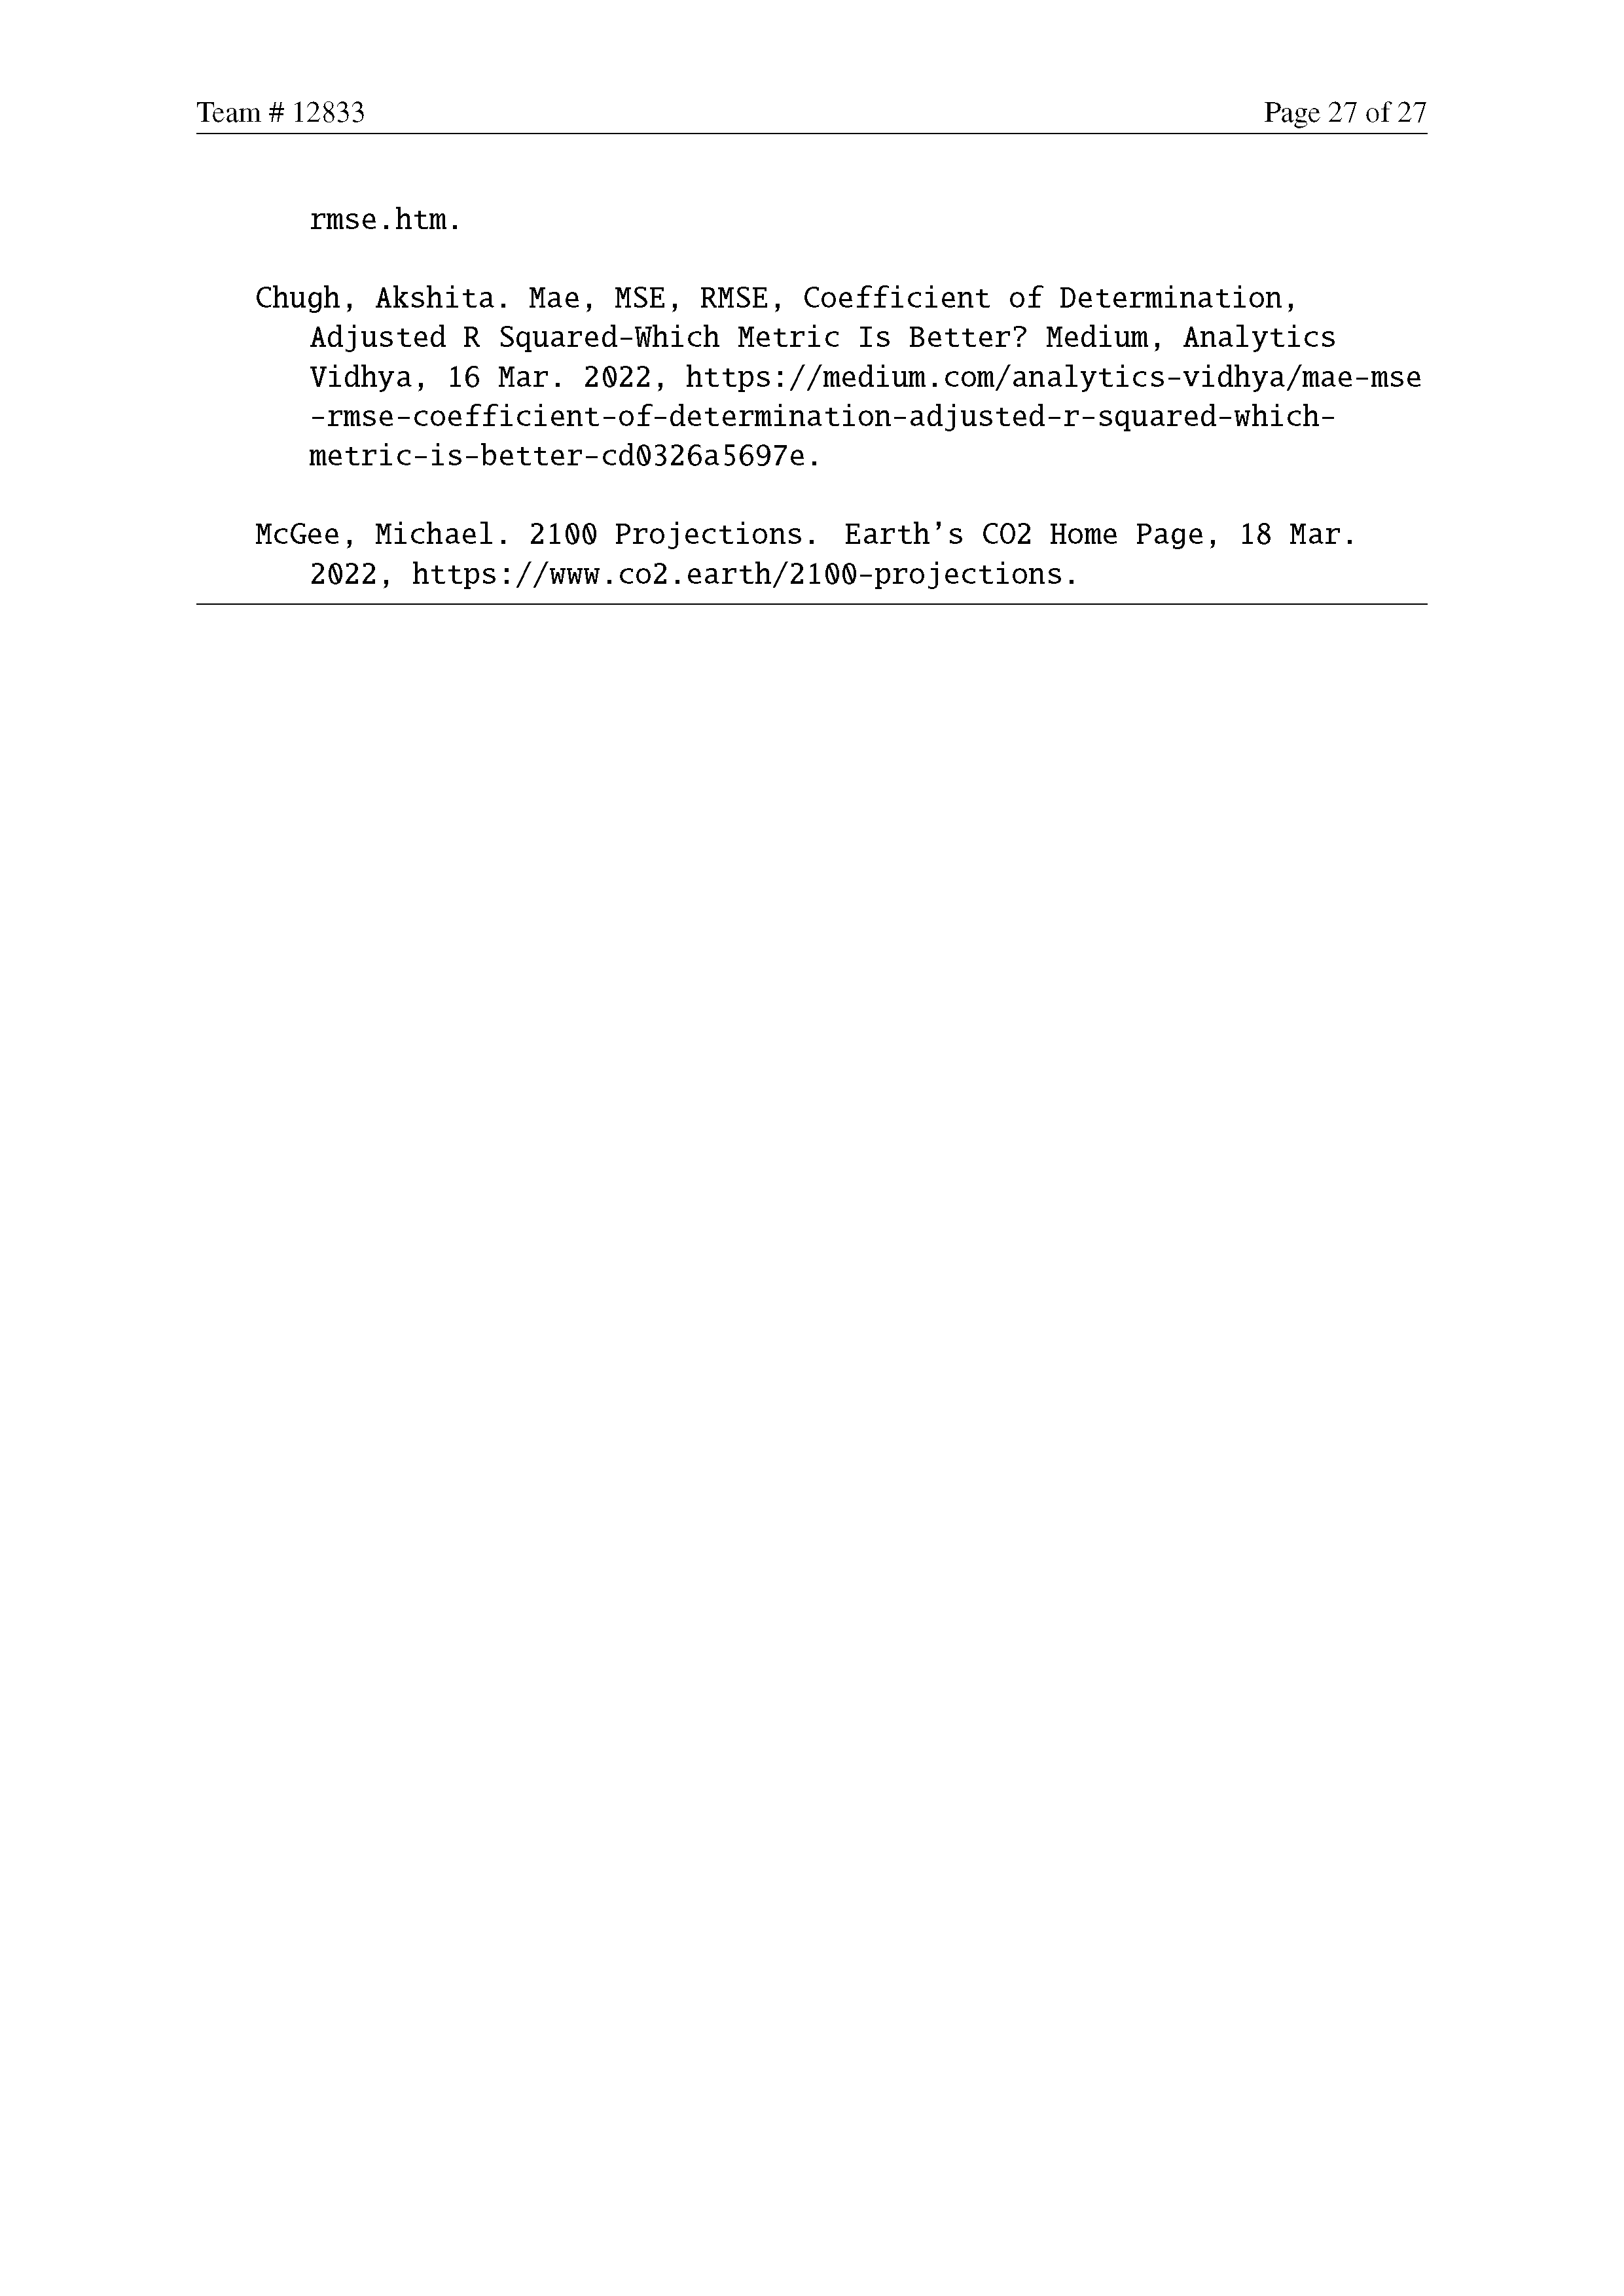 Team # 12833 Page 27 of 27
rmse.htm.
Chugh, Akshita. Mae, MSE, RMSE, Coefficient of Determination,
Adjusted R Squared-Which Metric Is Better? Medium, Analytics
Vidhya, 16 Mar. 2022, https://medium.com/analytics-vidhya/mae-mse
-rmse-coefficient-of-determination-adjusted-r-squared-which-
metric-is-better-cd0326a5697e.
McGee, Michael. 2100 Projections. Earth's CO2 Home Page, 18 Mar.
2022, https://www.co2.earth/2100-projections.